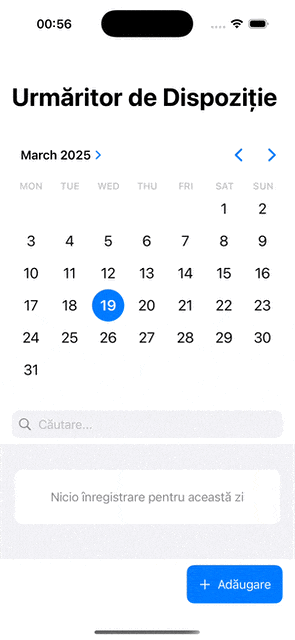 00:56
Urmăritor de Dispoziție
March 2025
MON TUE WED THU FRI SAT SUN
1 2
3 4 5 6 7 8 9
10 11 12 13 14 15 16
17 18 19 20 21 22 23
24 25 26 27 28 29 30
31
Căutare...
Nicio înregistrare pentru această zi
Adăugare